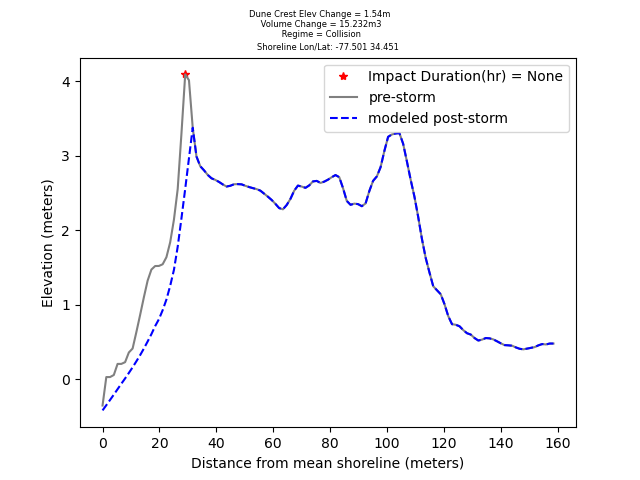 Dune Crest Elev Change = 1.54m
Volume Change = 15.232m3
Regime = Collision
Shoreline Lon/Lat: -77.501 34.451
Impact Duration(hr) = None
pre-storm
modeled post-storm
4
3
2
1
0
Elevation (meters)
0 20 40 60 80 100 120 140 160
Distance from mean shoreline (meters)